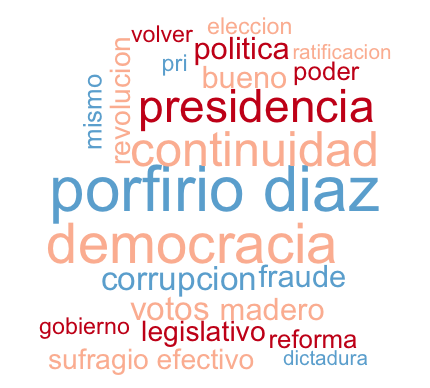 eleccion
volver
politica
ratificacion
pri
bueno
poder
mismo
revolucion
presidencia
continuidad
porfirio diaz
democracia
corrupcion
fraude
votos
madero
gobierno
legislativo
reforma
sufragio efectivo
dictadura